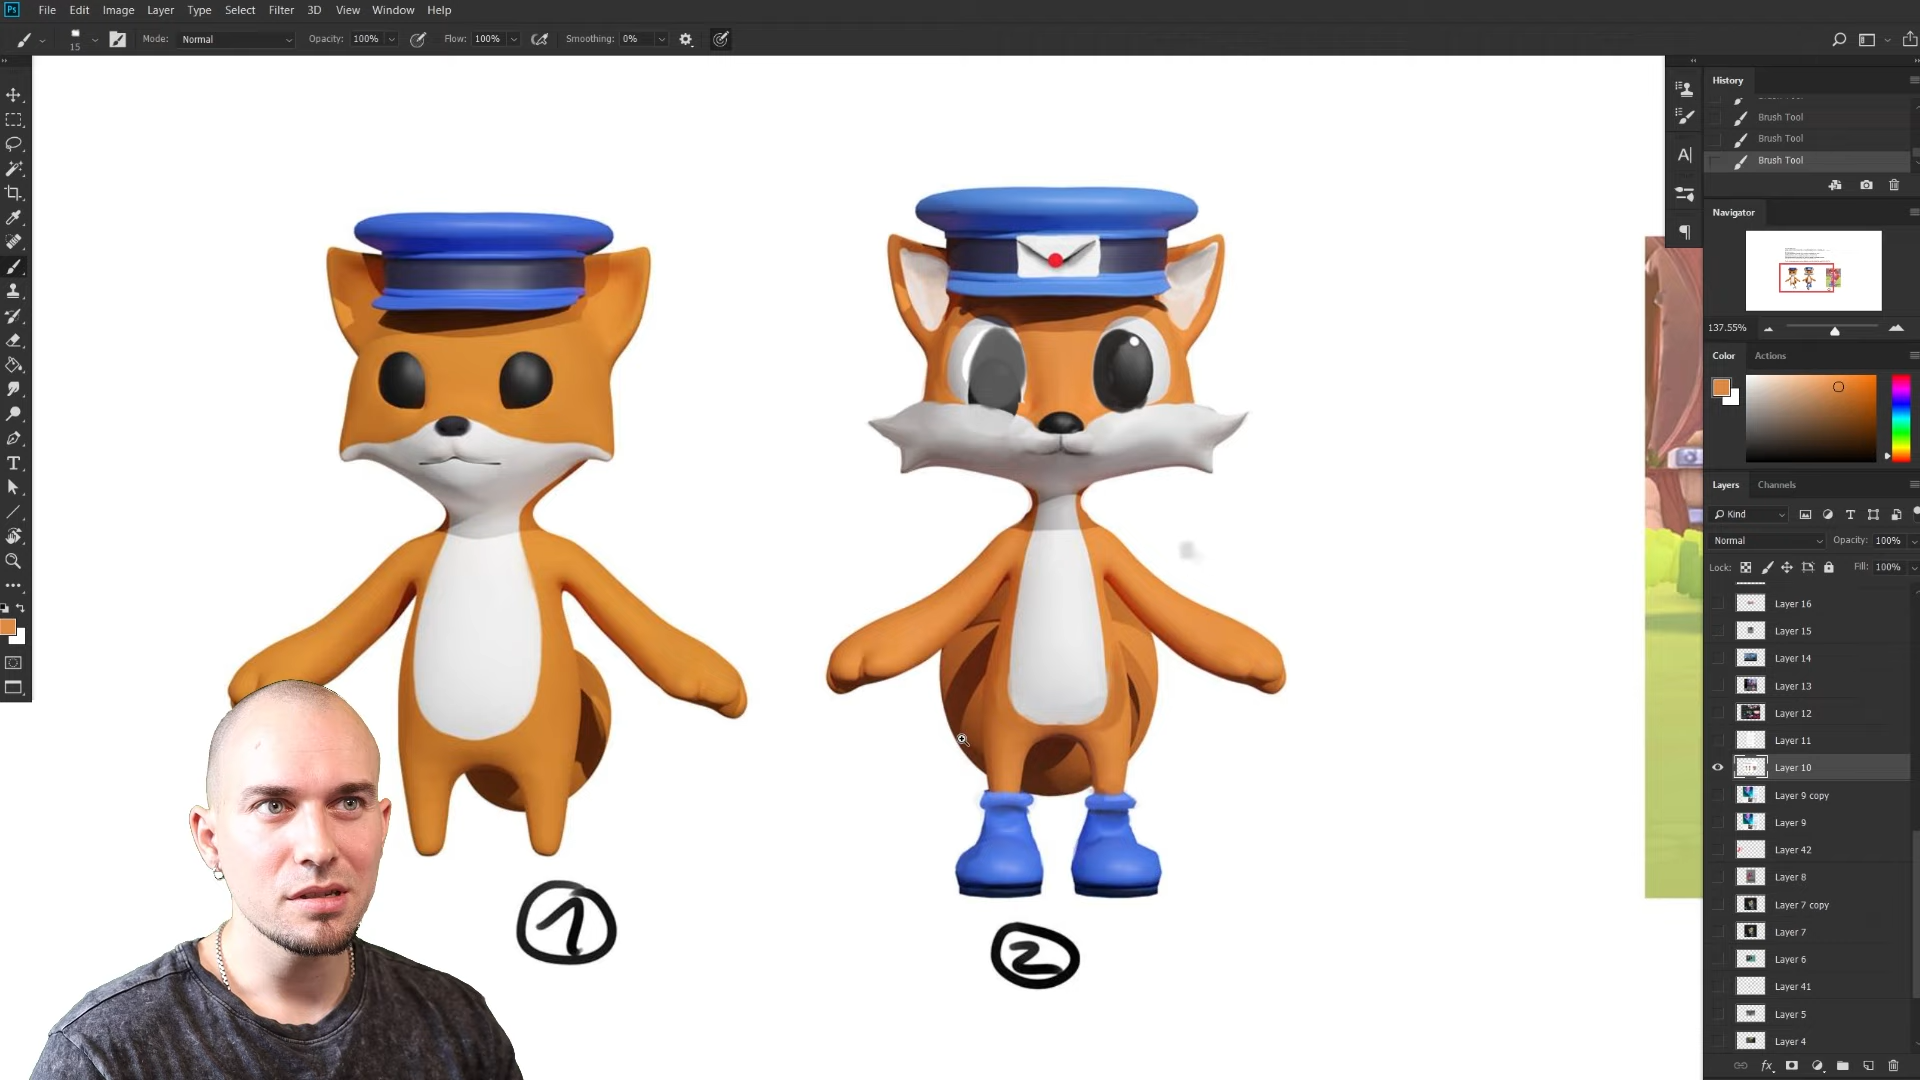 Ps File Edit Image Layer Type Select Filter 3D View Window Help
15 Mode: Normal Opacity: 100% Flow: 100% Smoothing: 0%
History
Brush Tool
Brush Tool
Brush Tool
Navigator
137.55%
Color Actions
Layers Channels
Kind
Normal Opacity: 100%
Lock: Fill: 100%
Layer 16
Layer 15
Layer 14
Layer 13
Layer 12
Layer 11
Layer 10
Layer 9 copy
Layer 9
Layer 42
Layer 8
Layer 7 copy
Layer 7
Layer 6
Layer 41
Layer 5
Layer 4
fx
1
2